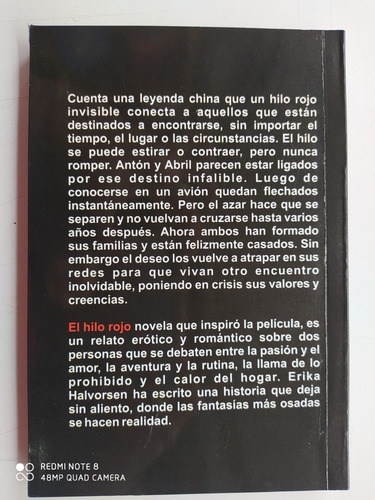 Cuenta una leyenda china que un hilo rojo
invisible conecta a aquellos que están
destinados a encontrarse, sin importar el
tiempo, el lugar o las circunstancias. El hilo
se puede estirar o contraer, pero nunca
romper. Antón y Abril parecen estar ligados
por ese destino infalible. Luego de
conocerse en un avión quedan flechados
instantáneamente. Pero el azar hace que se
separen y no vuelvan a cruzarse hasta varios
años después. Ahora ambos han formado
sus familias y están felizmente casados. Sin
embargo el deseo los vuelve a atrapar en sus
redes para que vivan otro encuentro
inolvidable, poniendo en crisis sus valores y
creencias.
El hilo rojo novela que inspiró la película, es
un relato erótico y romántico sobre dos
personas que se debaten entre la pasión y el
amor, la aventura y la rutina, la llama de lo
prohibido y el calor del hogar. Erika
Halvorsen ha escrito una historia que deja
sin aliento, donde las fantasías más osadas
se hacen realidad.
REDMI NOTE 8
48MP QUAD CAMERA